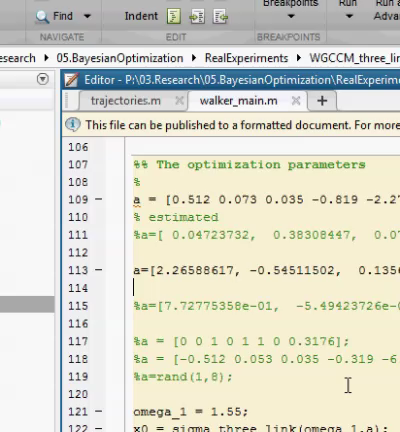 Breakpoints Run Run
Find Indent Adva
NAVIGATE EDIT BREAKPOINTS
search 05.BayesianOptimization RealExperiments WGCCM_three_lin
Editor - P:\03.Research\05.BayesianOptimization\RealExperime
trajectories.m walker_main.m +
This file can be published to a formatted document. For more
106
107 %% The optimization parameters
108 %
109 - a = [0.512 0.073 0.035 -0.819 -2.27
110 % estimated
111 %a=[ 0.04723732, 0.38308447, 0.07
112
113 - a=[2.26588617, -0.54511502, 0.1356
114
115 %a=[7.72775358e-01, -5.49423726e-0
116
117 %a = [0 0 1 0 1 1 0 0.3176];
118 %a = [-0.512 0.053 0.035 -0.319 -6
119 %a=rand(1,8);
120
121 - omega_1 = 1.55;
122 - x0 = sigma_three_link(omega_1,a);